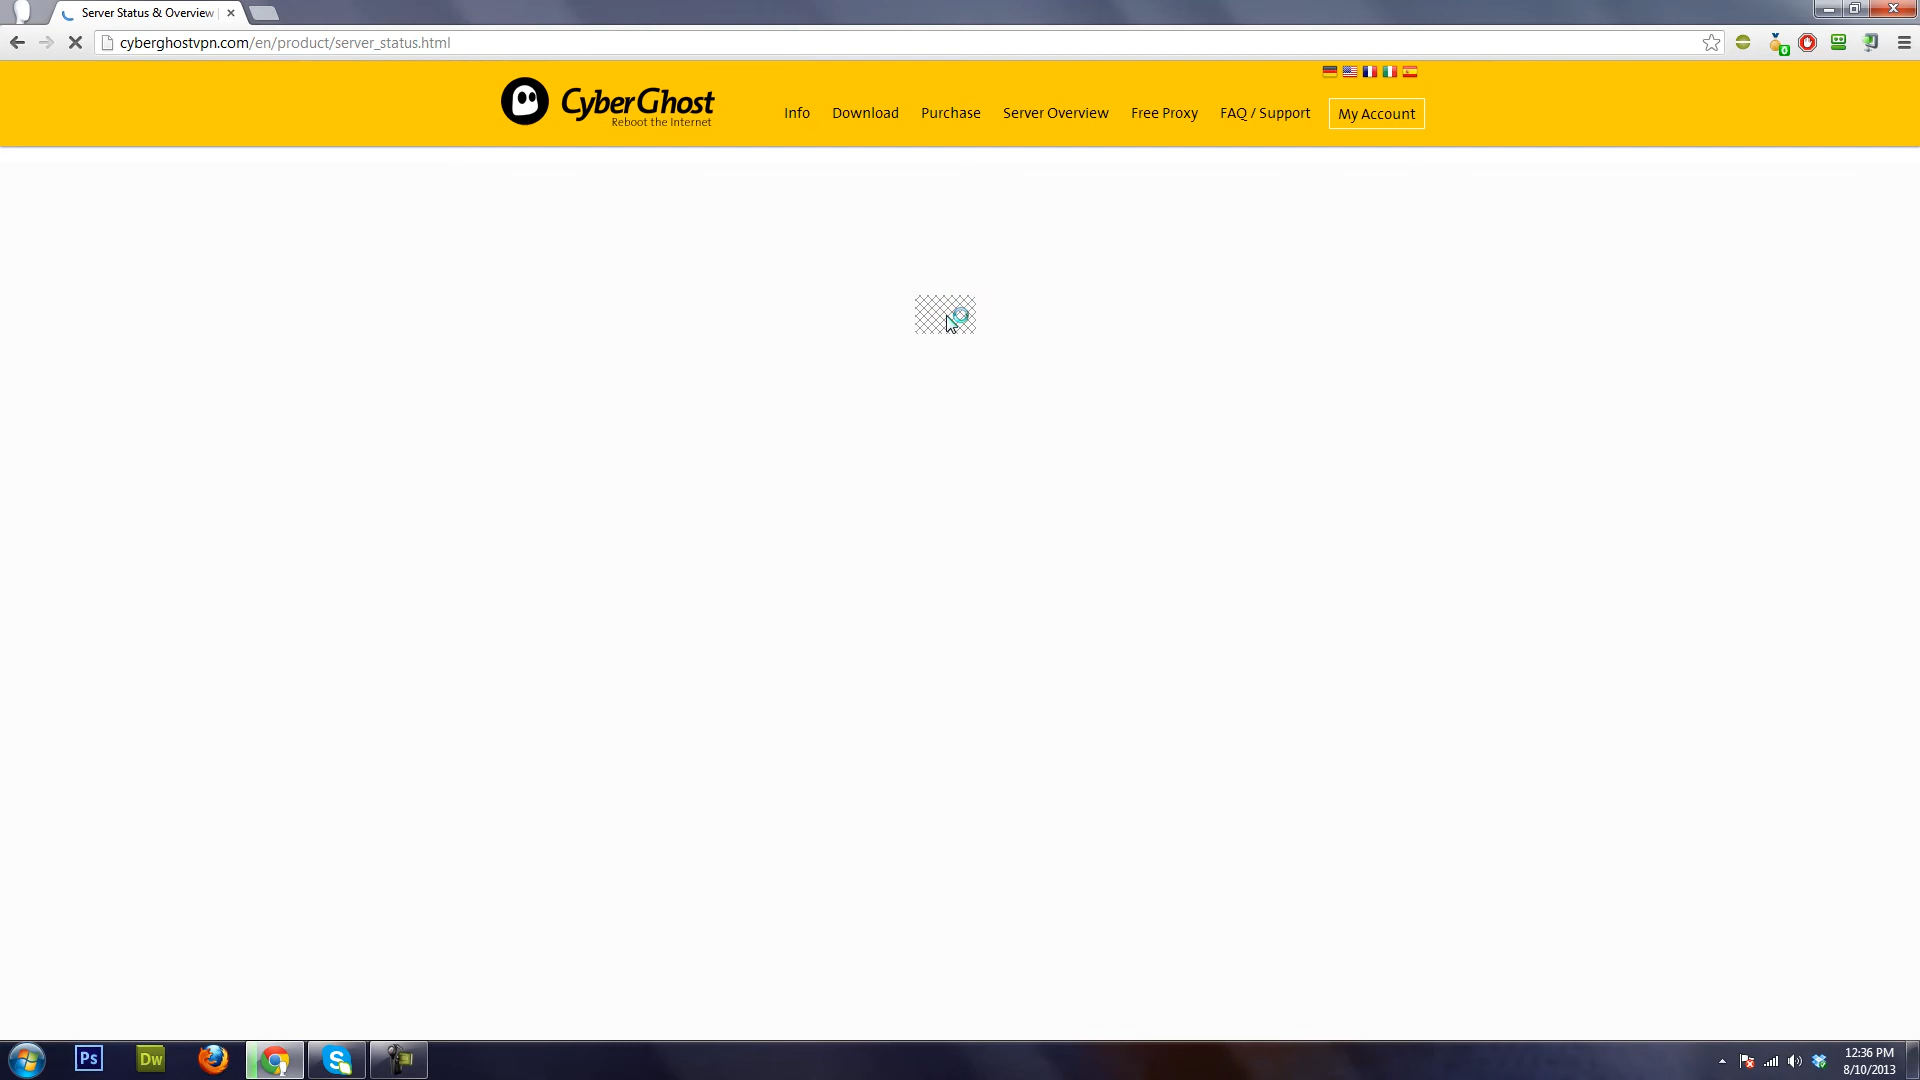 Server Status & Overview
cyberghostvpn.com/en/product/server_status.html
0
CyberGhost
Reboot the Internet
Info Download Purchase Server Overview Free Proxy FAQ / Support My Account
Ps Dw S
12:36 PM
8/10/2013